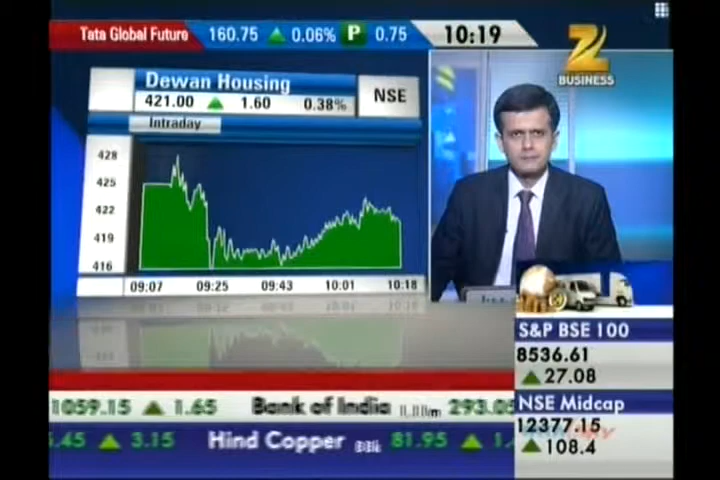 Tata Global Future 160.75 0.06% P 0.75 10:19
Z
BUSINESS
Dewan Housing
421.00 1.60 0.38%
NSE
Intraday
428
425
422
419
416
09:07 09:25 09:43 10:01 10:18
S&P BSE 100
8536.61
27.08
NSE Midcap
12377.15
108.4
1059.15 1.65 Bank of India 293.05
.45 3.15 Hind Copper 81.95